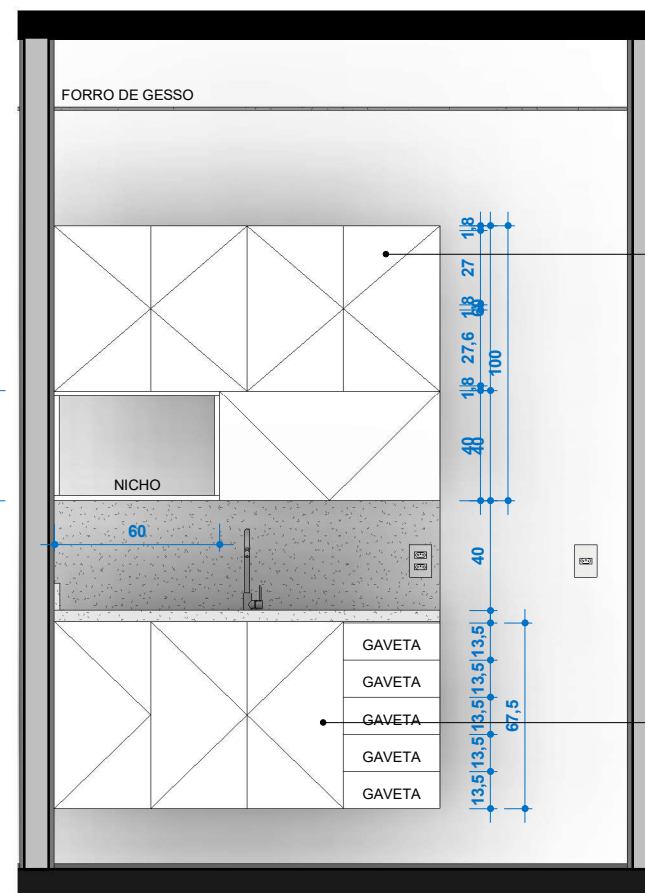 FORRO DE GESSO
1,8
27
1,8
60
27,6
100
1,8
40
40
NICHO
60
40
GAVETA
13,5
GAVETA
13,5
GAVETA
13,5
67,5
GAVETA
13,5
GAVETA
13,5